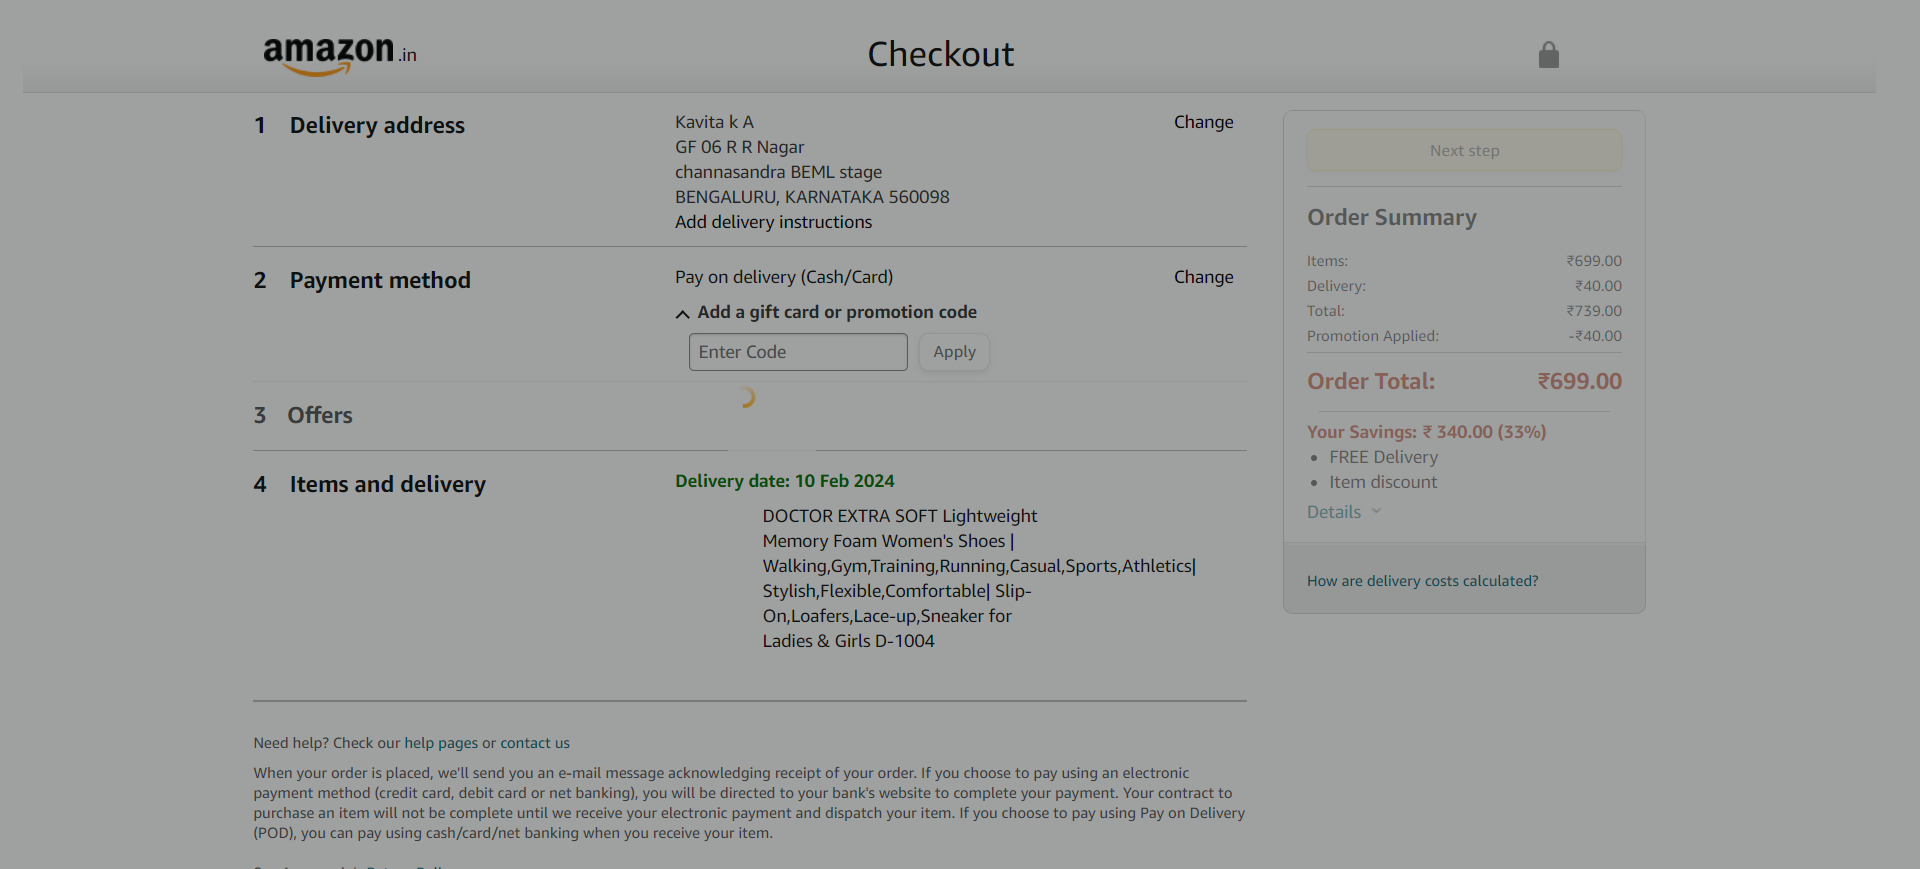 amazon.in
Checkout
1 Delivery address
Kavita k A
Change
GF 06 R R Nagar
channasandra BEML stage
BENGALURU, KARNATAKA 560098
Add delivery instructions
2 Payment method
Pay on delivery (Cash/Card)
Change
Add a gift card or promotion code
Enter Code
Apply
3 Offers
4 Items and delivery
Delivery date: 10 Feb 2024
DOCTOR EXTRA SOFT Lightweight
Memory Foam Women's Shoes |
Walking,Gym,Training,Running,Casual,Sports,Athletics|
Stylish,Flexible,Comfortable| Slip-
On,Loafers,Lace-up,Sneaker for
Ladies & Girls D-1004
Next step
Order Summary
Items: ₹699.00
Delivery: ₹40.00
Total: ₹739.00
Promotion Applied: -₹40.00
Order Total: ₹699.00
Your Savings: ₹ 340.00 (33%)
FREE Delivery
Item discount
Details
How are delivery costs calculated?
Need help? Check our help pages or contact us
When your order is placed, we'll send you an e-mail message acknowledging receipt of your order. If you choose to pay using an electronic
payment method (credit card, debit card or net banking), you will be directed to your bank's website to complete your payment. Your contract to
purchase an item will not be complete until we receive your electronic payment and dispatch your item. If you choose to pay using Pay on Delivery
(POD), you can pay using cash/card/net banking when you receive your item.